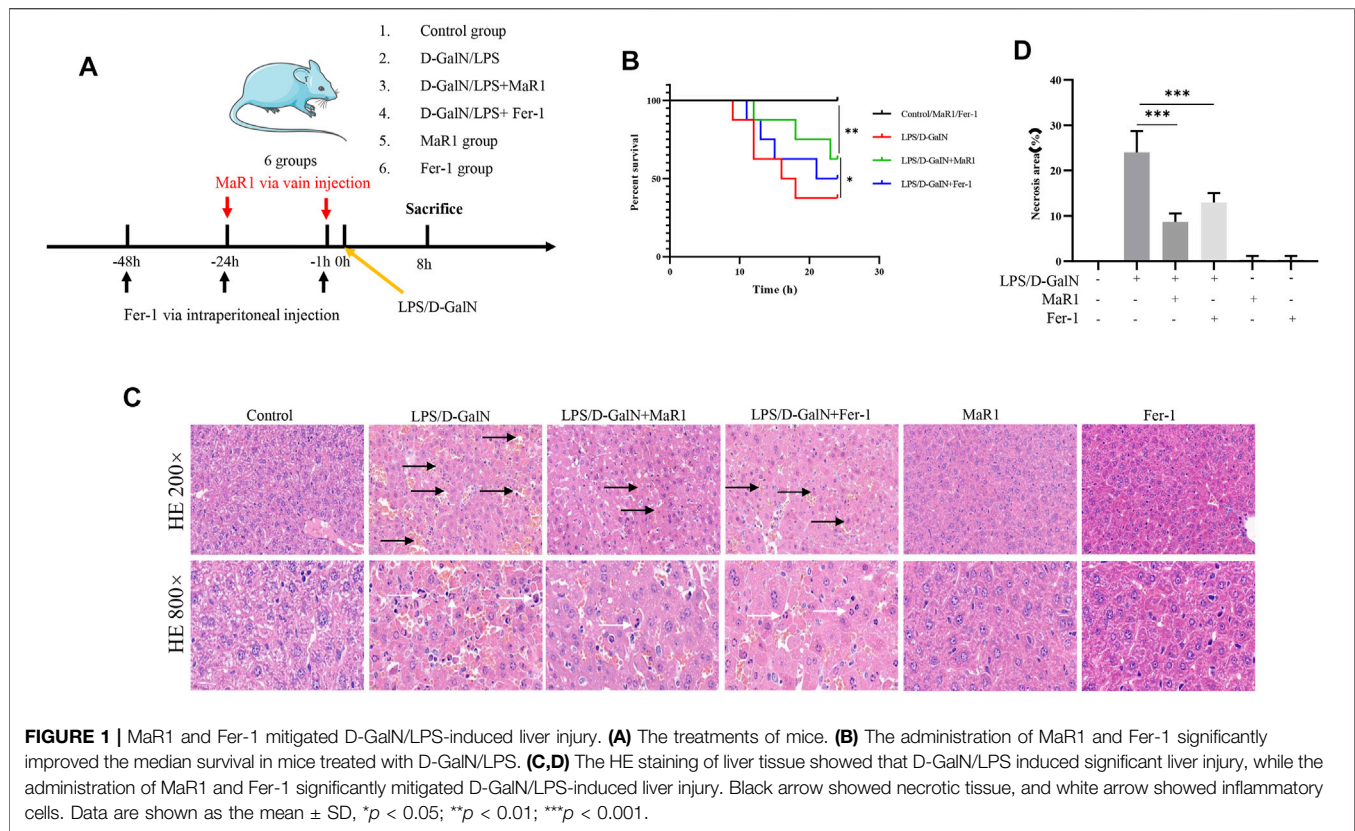 A
1. Control group
2. D-GalN/LPS
3. D-GalN/LPS+MaR1
4. D-GalN/LPS+ Fer-1
5. MaR1 group
6. Fer-1 group
6 groups
MaR1 via vain injection
Sacrifice
-48h -24h -1h 0h 8h
Fer-1 via intraperitoneal injection
LPS/D-GalN
B
Percent survival
100
50
0
0 10 20 30
Time (h)
Control/MaR1/Fer-1
LPS/D-GalN
LPS/D-GalN+MaR1
LPS/D-GalN+Fer-1
**
*
D
Necrosis area(%)
40
30
20
10
0
***
***
LPS/D-GalN - + + + - -
MaR1 - - + - + -
Fer-1 - - - + - +
C
Control LPS/D-GalN LPS/D-GalN+MaR1 LPS/D-GalN+Fer-1 MaR1 Fer-1
HE 200×
HE 800×
FIGURE 1 | MaR1 and Fer-1 mitigated D-GalN/LPS-induced liver injury. (A) The treatments of mice. (B) The administration of MaR1 and Fer-1 significantly
improved the median survival in mice treated with D-GalN/LPS. (C,D) The HE staining of liver tissue showed that D-GalN/LPS induced significant liver injury, while the
administration of MaR1 and Fer-1 significantly mitigated D-GalN/LPS-induced liver injury. Black arrow showed necrotic tissue, and white arrow showed inflammatory
cells. Data are shown as the mean ± SD, *p < 0.05; **p < 0.01; ***p < 0.001.